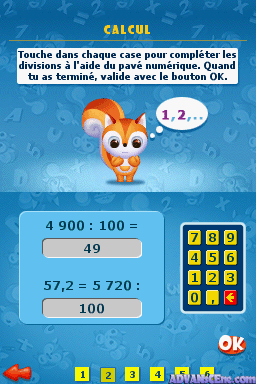 CALCUL
Touche dans chaque case pour compléter les
divisions à l'aide du pavé numérique. Quand
tu as terminé, valide avec le bouton OK.
1,2,..
4 900 : 100 =
49
57,2 = 5 720 :
100
7 8 9
4 5 6
1 2 3
0 ,
OK
1 2 3 4 5 6
ADVANSCEne.com